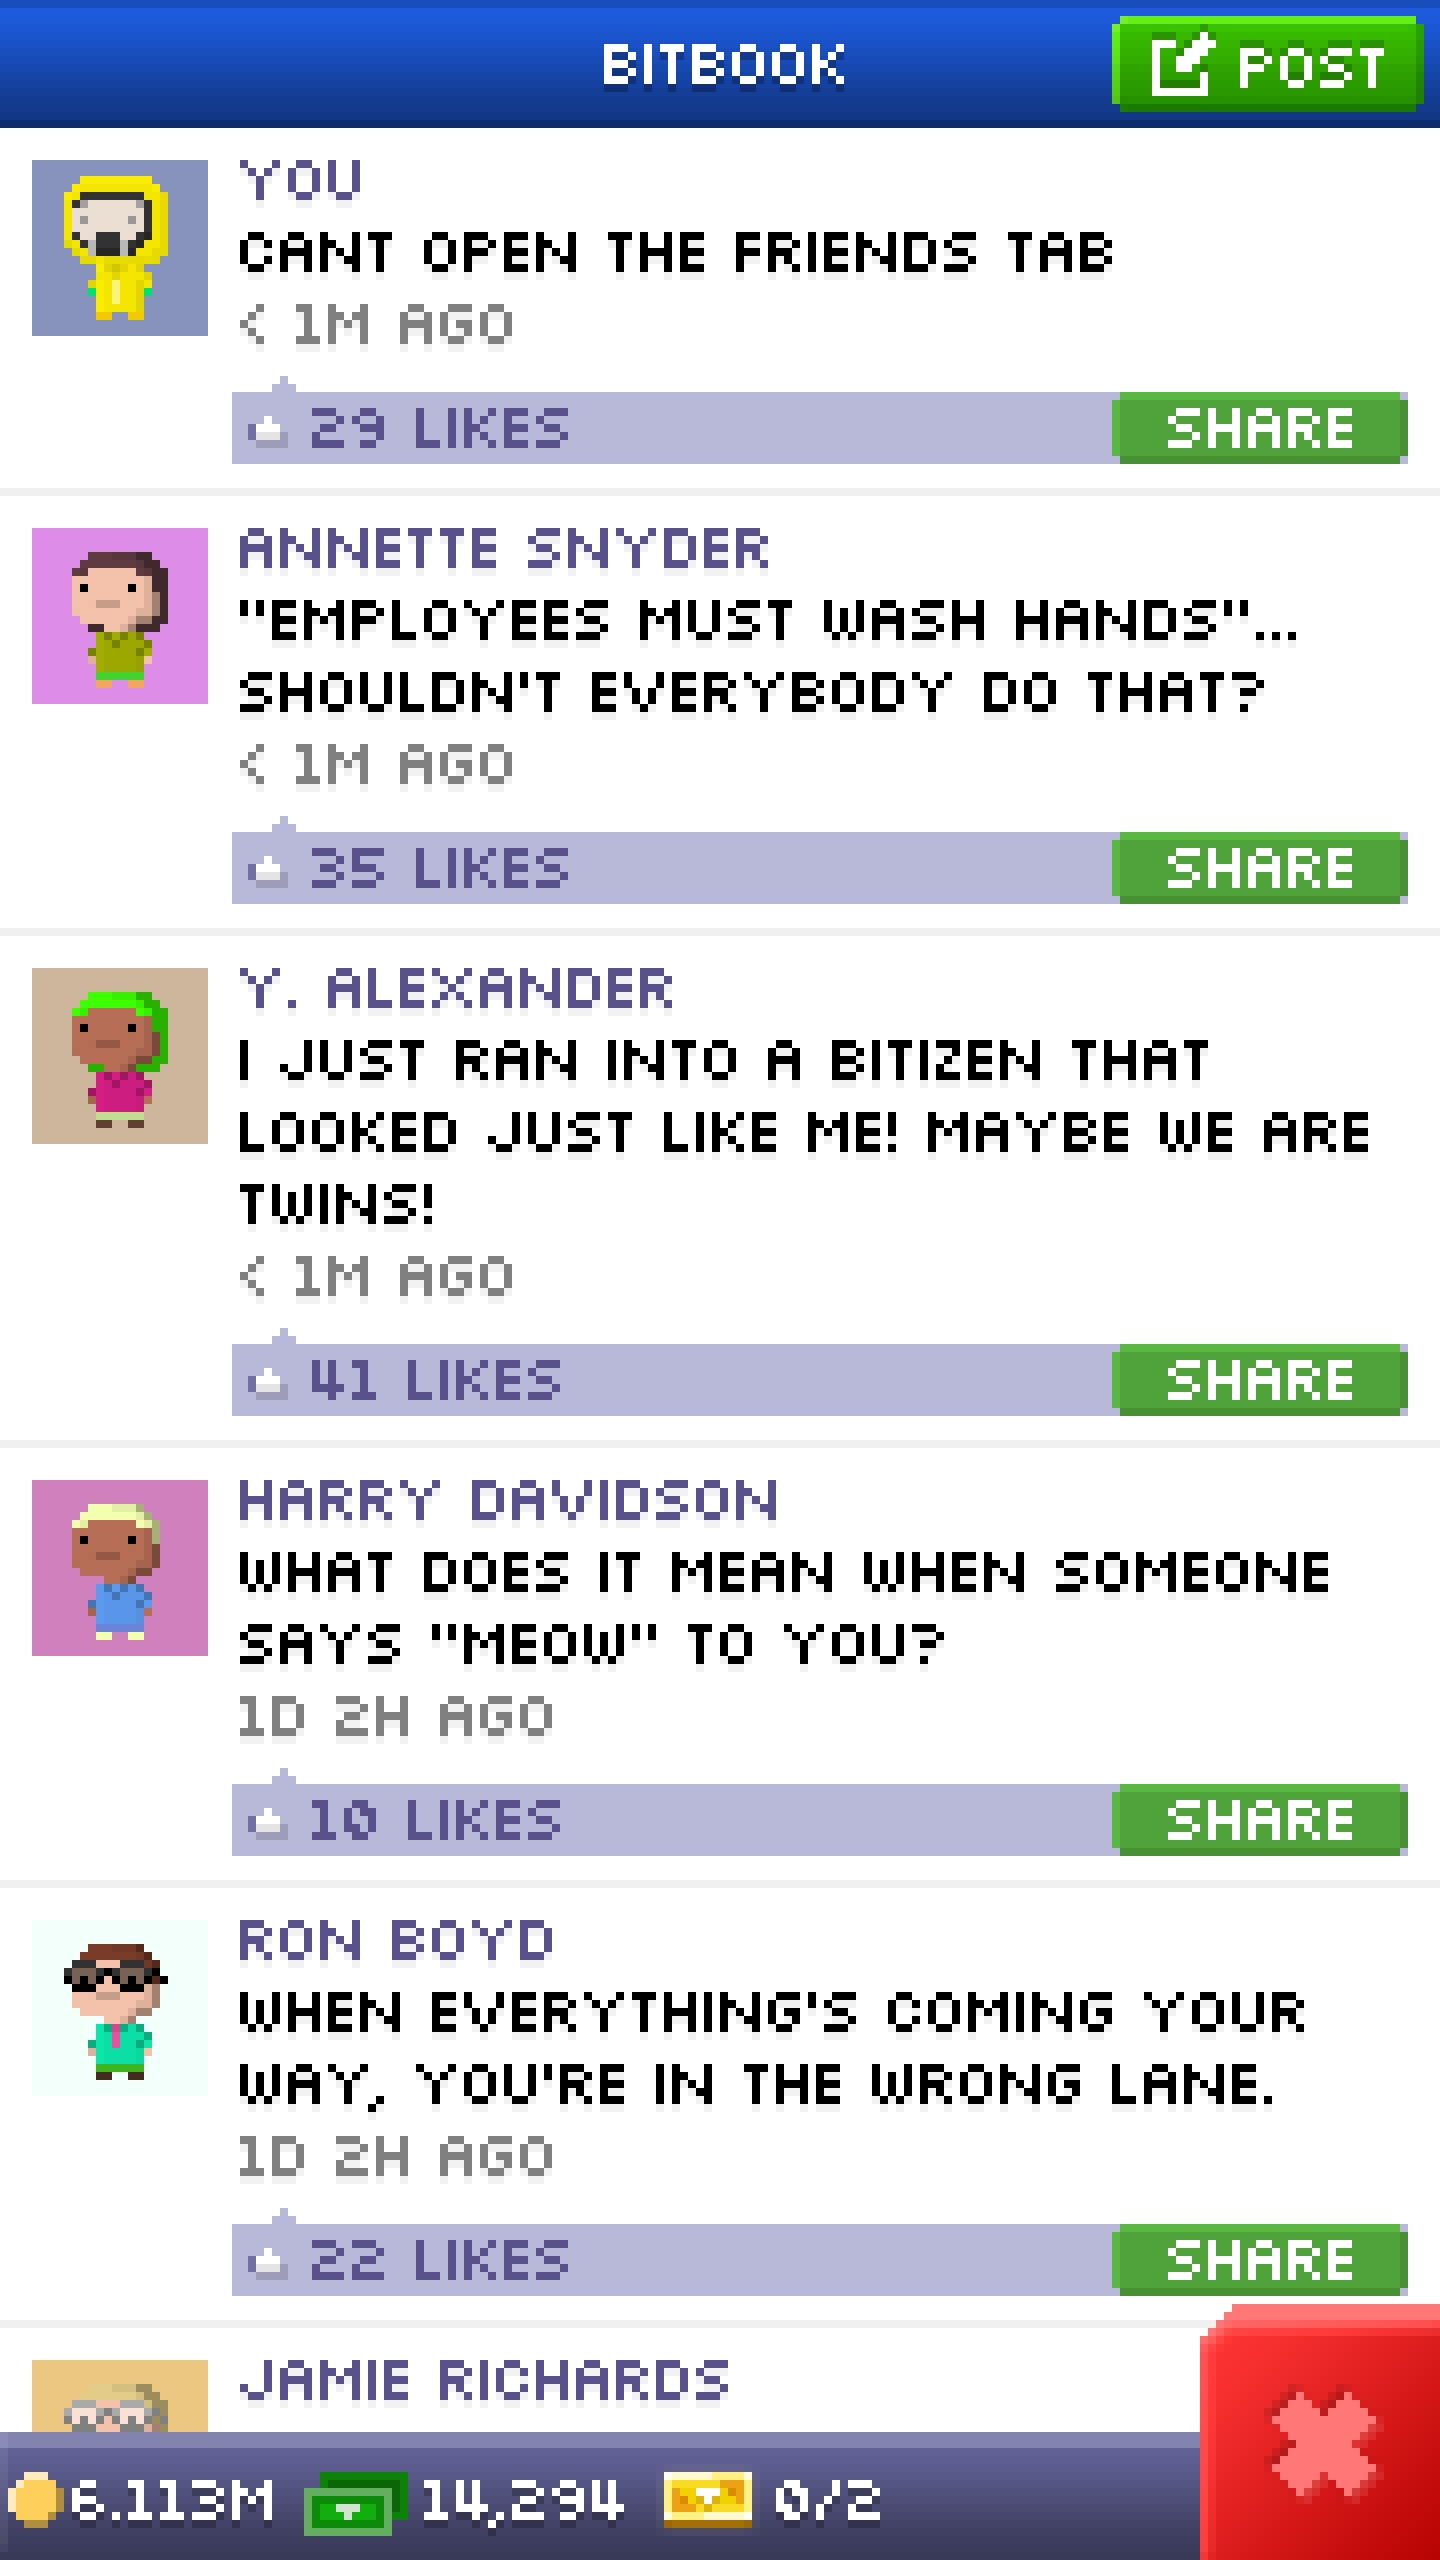 BITBOOK
POST
YOU
CANT OPEN THE FRIENDS TAB
< 1M AGO
29 LIKES
SHARE
ANNETTE SNYDER
"EMPLOYEES MUST WASH HANDS"...
SHOULDN'T EVERYBODY DO THAT?
< 1M AGO
35 LIKES
SHARE
Y. ALEXANDER
I JUST RAN INTO A BITIZEN THAT
LOOKED JUST LIKE ME! MAYBE WE ARE
TWINS!
< 1M AGO
41 LIKES
SHARE
HARRY DAVIDSON
WHAT DOES IT MEAN WHEN SOMEONE
SAYS "MEOW" TO YOU?
1D 2H AGO
10 LIKES
SHARE
RON BOYD
WHEN EVERYTHING'S COMING YOUR
WAY, YOU'RE IN THE WRONG LANE.
1D 2H AGO
22 LIKES
SHARE
JAMIE RICHARDS
6.113M 14,294 0/2